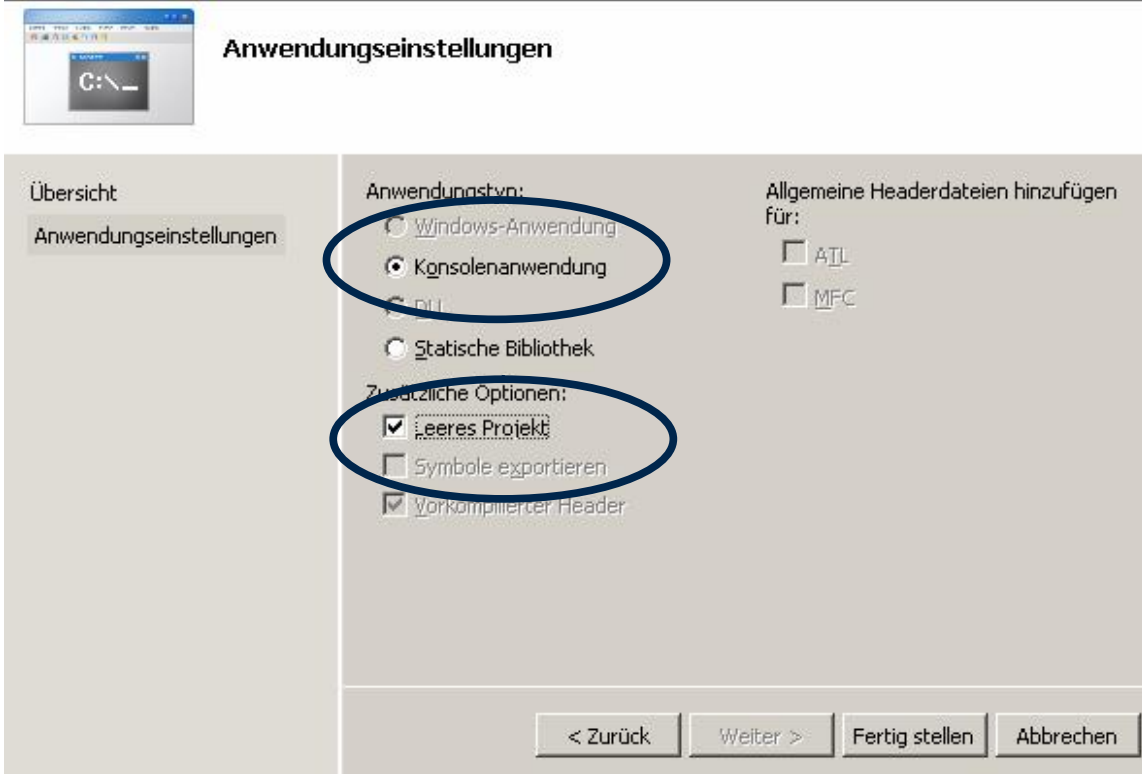 C:\_
Anwendungseinstellungen
Übersicht
Anwendungseinstellungen
Anwendungstyp:
Windows-Anwendung
Konsolenanwendung
DLL
Statische Bibliothek
Zusätzliche Optionen:
Leeres Projekt
Symbole exportieren
Vorkompilierter Header
Allgemeine Headerdateien hinzufügen
für:
ATL
MFC
< Zurück
Weiter >
Fertig stellen
Abbrechen